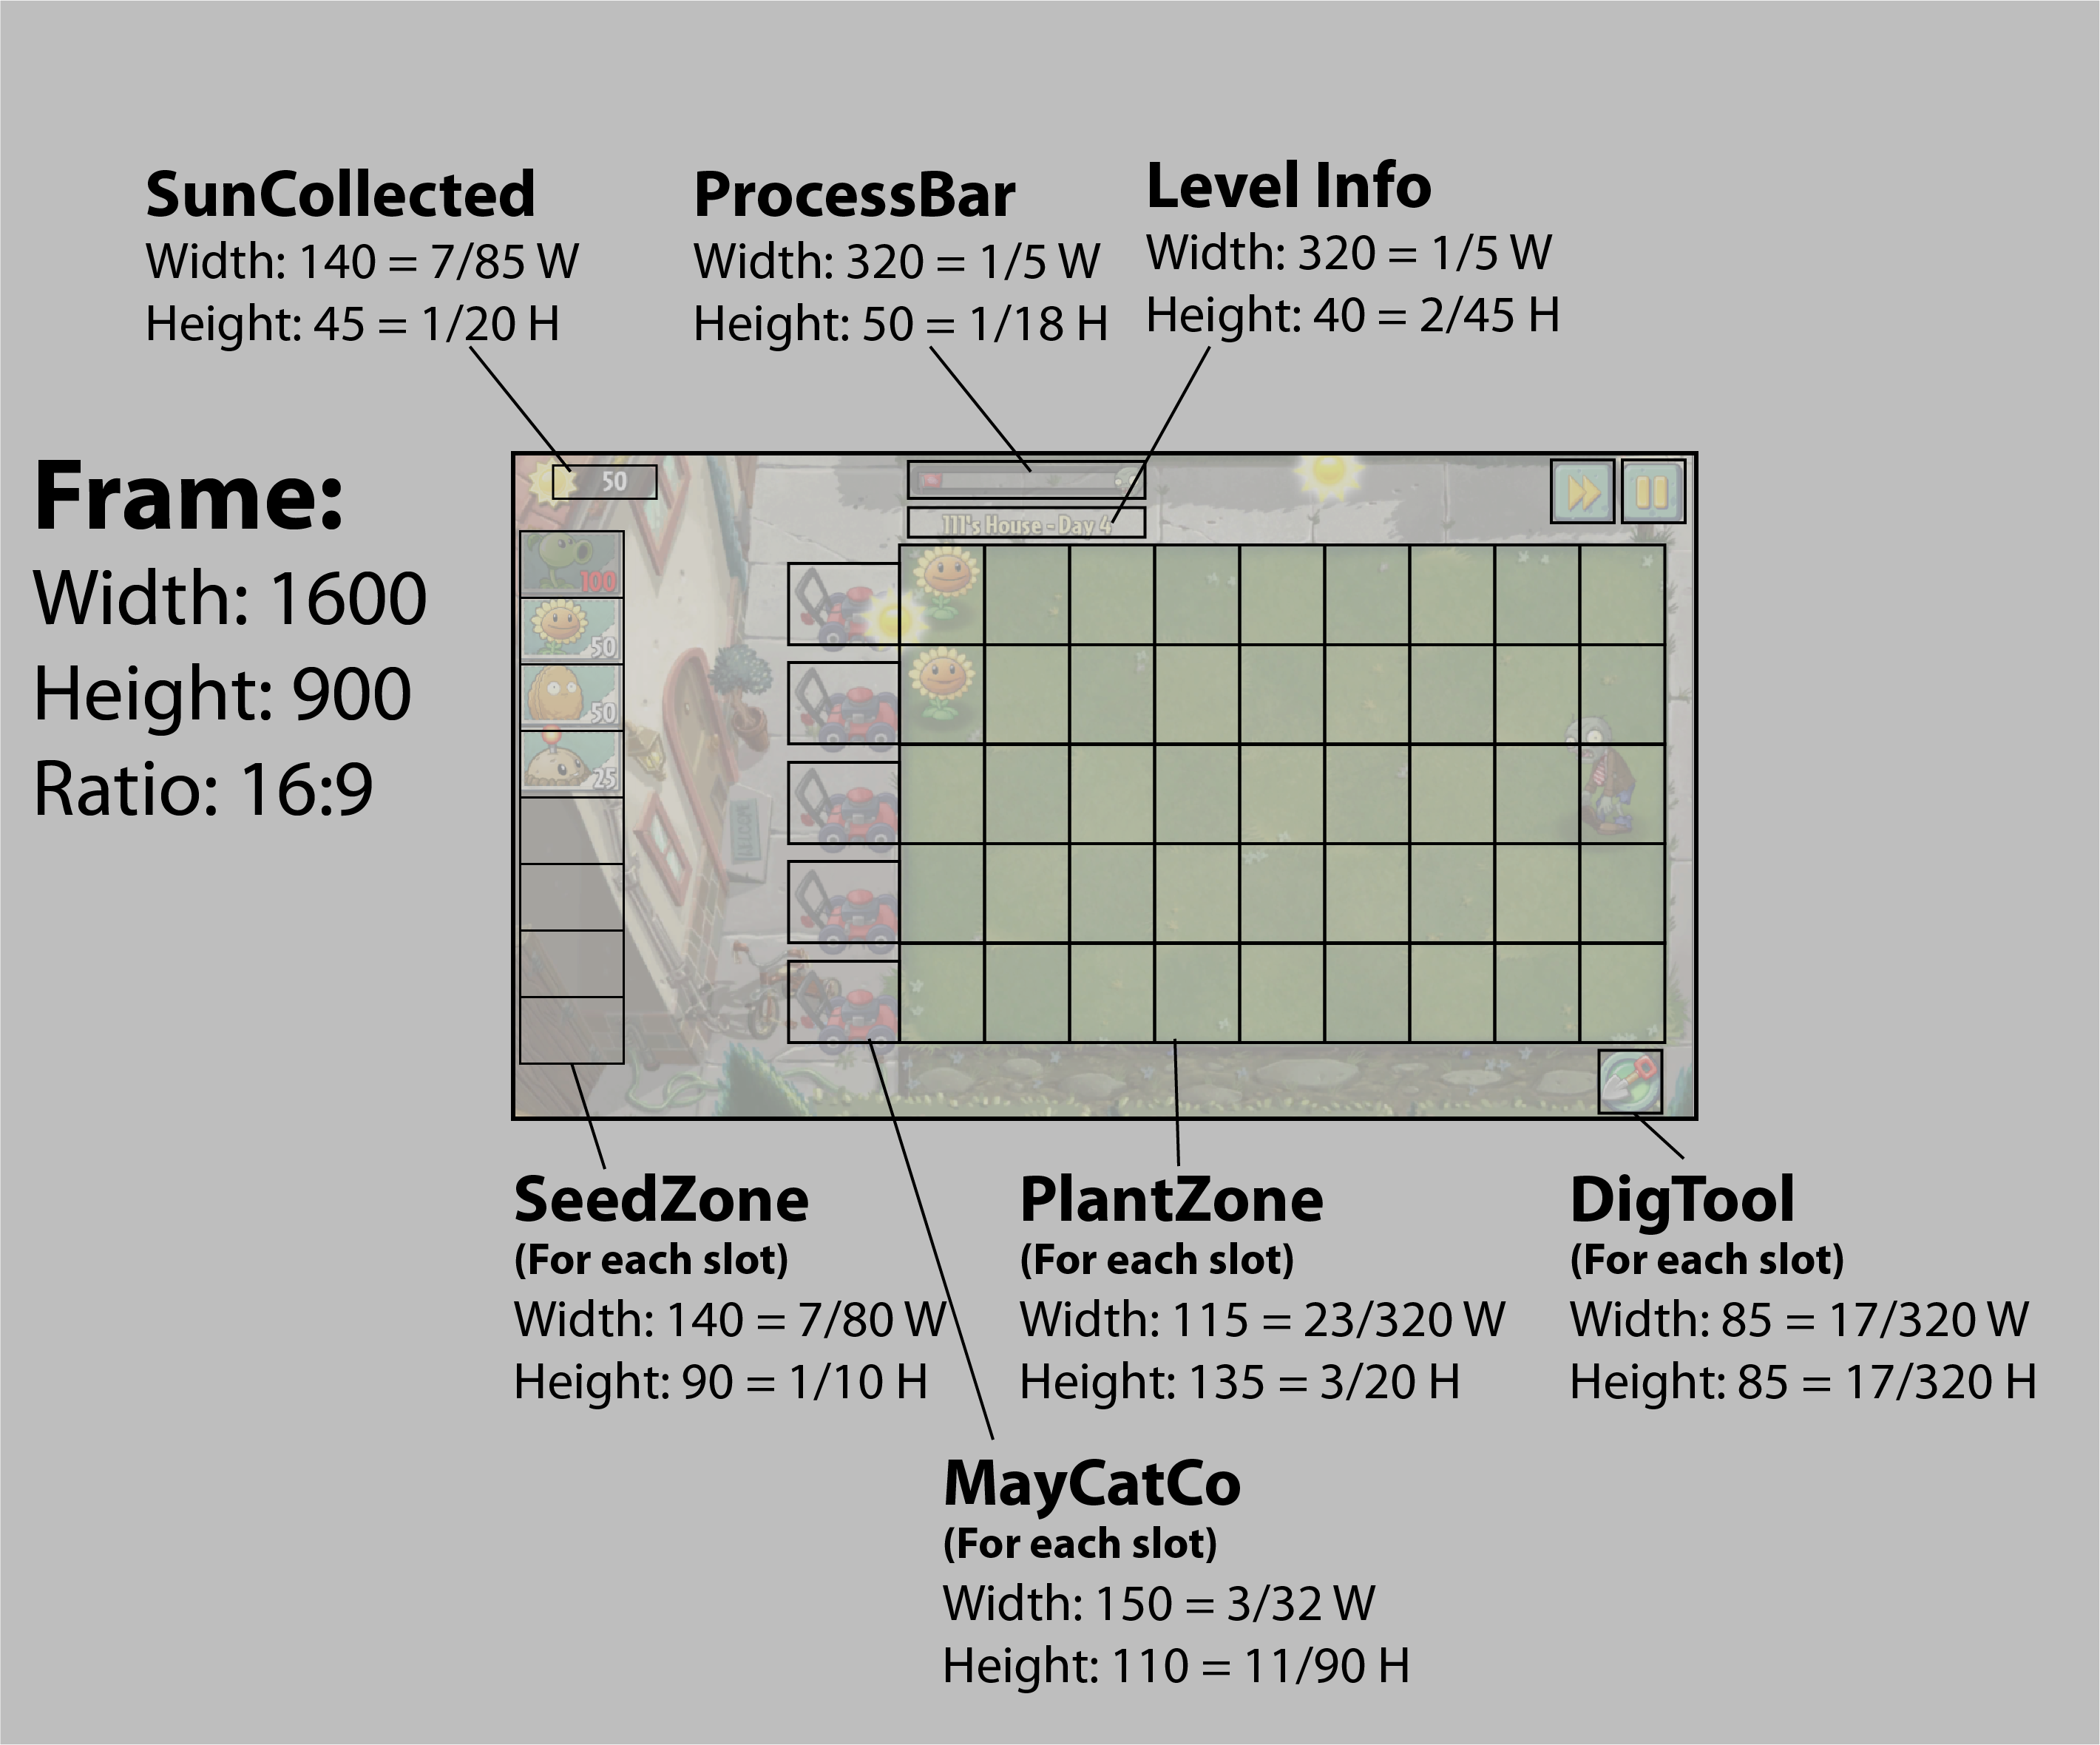 SunCollected
Width: 140 = 7/85 W
Height: 45 = 1/20 H
ProcessBar
Width: 320 = 1/5 W
Height: 50 = 1/18 H
Level Info
Width: 320 = 1/5 W
Height: 40 = 2/45 H
Frame:
Width: 1600
Height: 900
Ratio: 16:9
50
111's House - Day 4
100
50
50
25
SeedZone
(For each slot)
Width: 140 = 7/80 W
Height: 90 = 1/10 H
PlantZone
(For each slot)
Width: 115 = 23/320 W
Height: 135 = 3/20 H
DigTool
(For each slot)
Width: 85 = 17/320 W
Height: 85 = 17/320 H
MayCatCo
(For each slot)
Width: 150 = 3/32 W
Height: 110 = 11/90 H